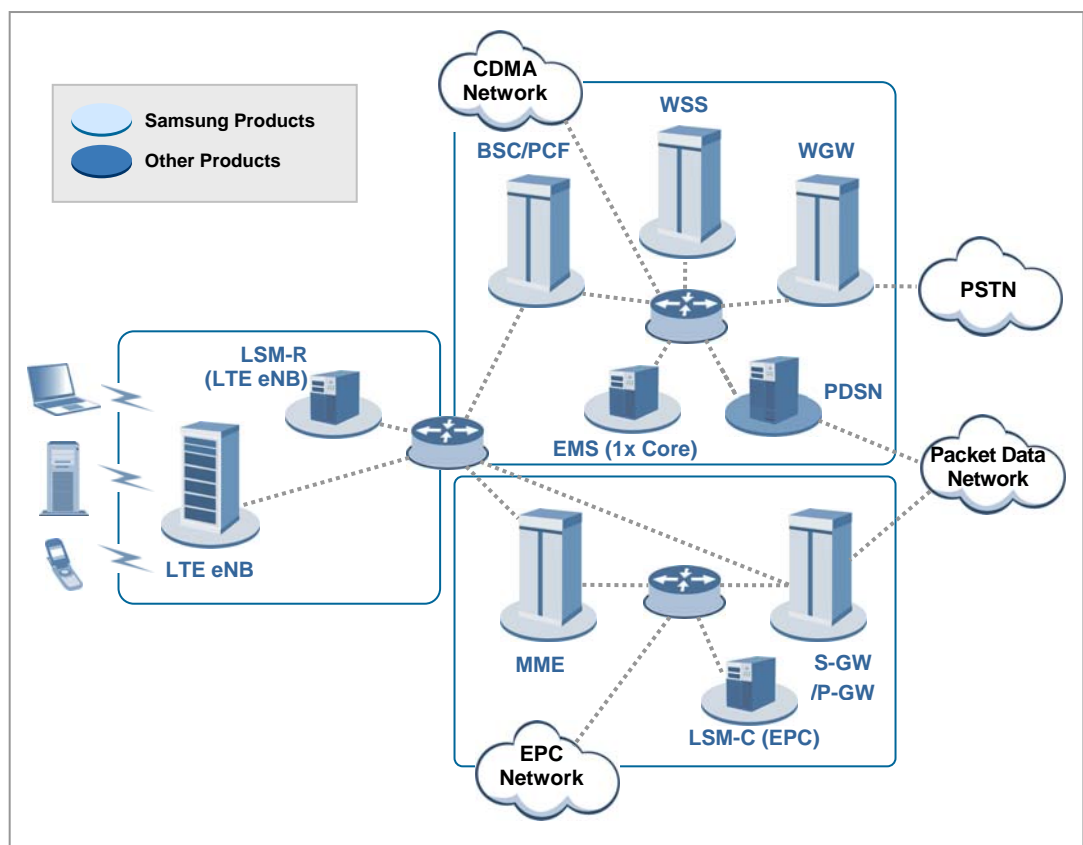 CDMA
Network
Samsung Products
Other Products
WSS
BSC/PCF
WGW
PSTN
LSM-R
(LTE eNB)
PDSN
EMS (1x Core)
Packet Data
Network
LTE eNB
MME
S-GW
/P-GW
LSM-C (EPC)
EPC
Network